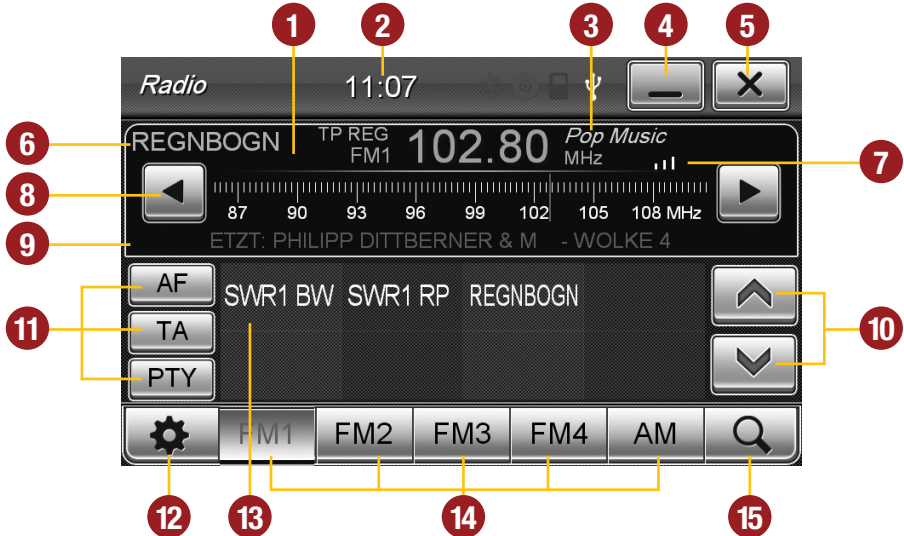 1 2 3 4 5
Radio 11:07
6 REGNBOGN TP REG FM1 102.80 Pop Music MHz
7
8
87 90 93 96 99 102 105 108 MHz
9 ETZT: PHILIPP DITTBERNER & M - WOLKE 4
AF
SWR1 BW SWR1 RP REGNBOGN
11 TA 10
PTY
FM1 FM2 FM3 FM4 AM
12 13 14 15